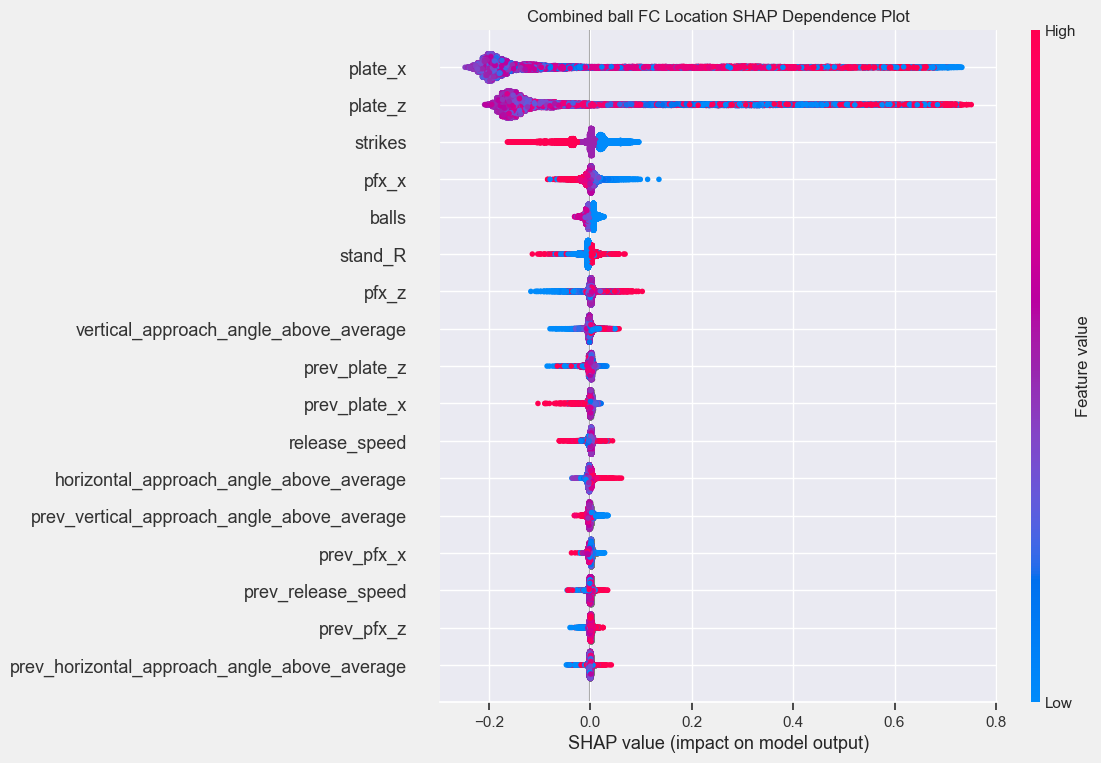 Combined ball FC Location SHAP Dependence Plot
High
plate_x
plate_z
strikes
pfx_x
balls
stand_R
pfx_z
vertical_approach_angle_above_average
prev_plate_z
prev_plate_x
release_speed
horizontal_approach_angle_above_average
prev_vertical_approach_angle_above_average
prev_pfx_x
prev_release_speed
prev_pfx_z
prev_horizontal_approach_angle_above_average
Feature value
Low
−0.2 0.0 0.2 0.4 0.6 0.8
SHAP value (impact on model output)